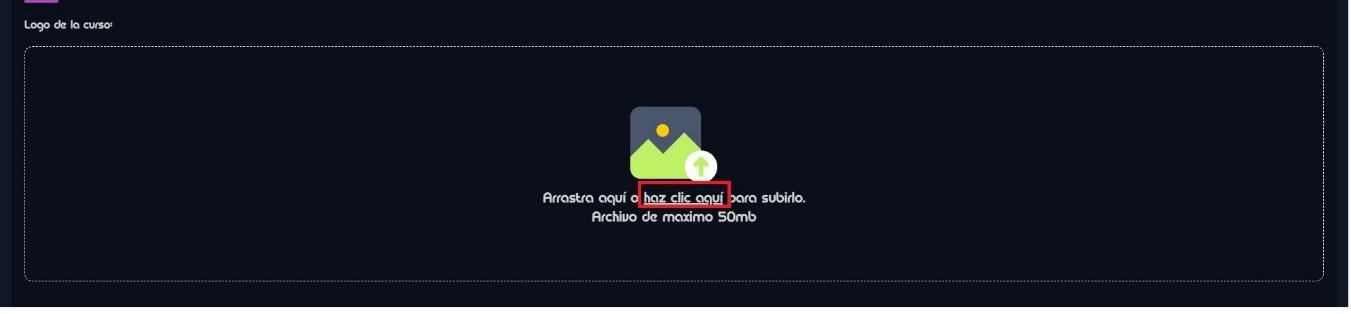 Logo de la curso:
Arrastra aquí o haz clic aquí para subirlo.
Archivo de maximo 50mb